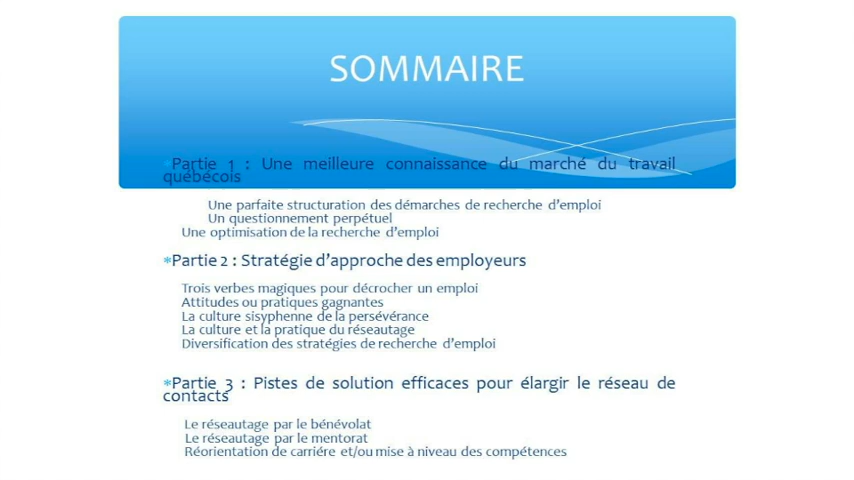 SOMMAIRE
*Partie 1 : Une meilleure connaissance du marché du travail
québécois
Une parfaite structuration des démarches de recherche d’emploi
Un questionnement perpétuel
Une optimisation de la recherche d’emploi
*Partie 2 : Stratégie d’approche des employeurs
Trois verbes magiques pour décrocher un emploi
Attitudes ou pratiques gagnantes
La culture sisyphenne de la persévérance
La culture et la pratique du réseautage
Diversification des stratégies de recherche d’emploi
*Partie 3 : Pistes de solution efficaces pour élargir le réseau de
contacts
Le réseautage par le bénévolat
Le réseautage par le mentorat
Réorientation de carriére et/ou mise à niveau des compétences